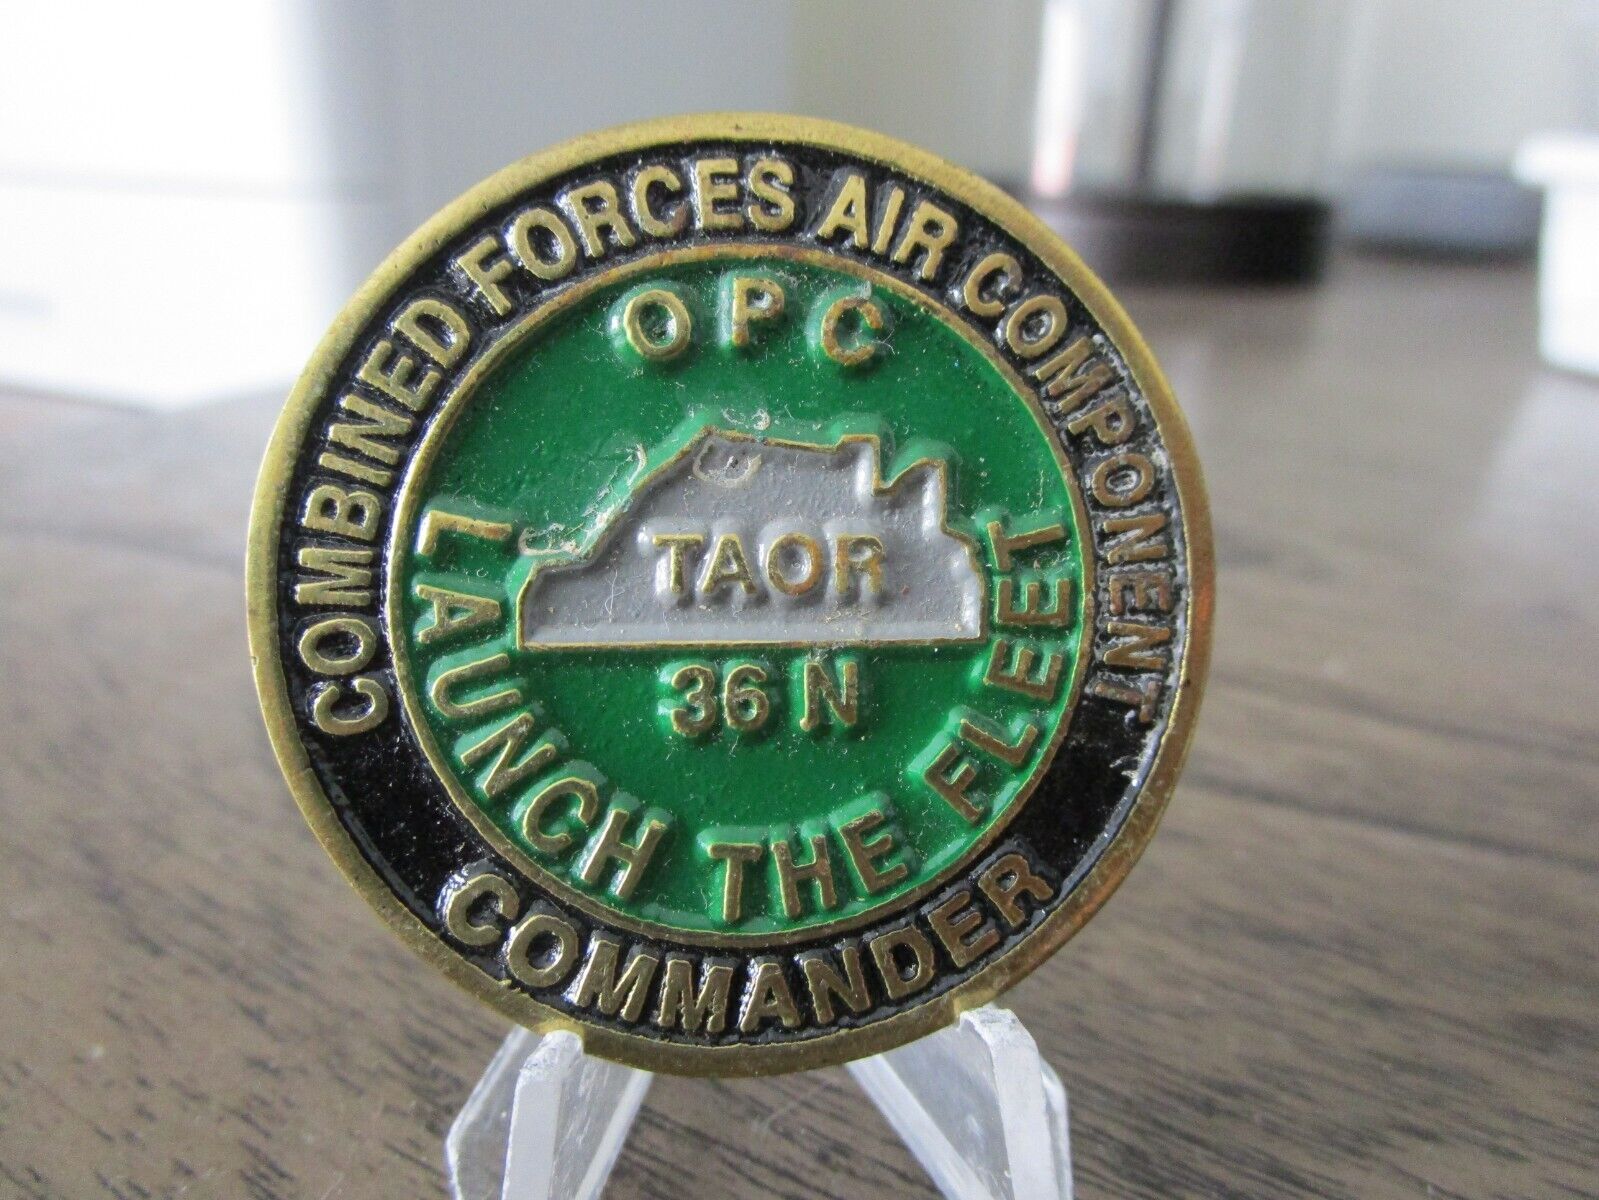 COMBINED FORCES AIR COMPONENT
COMMANDER
OPC
TAOR
36 N
LAUNCH THE FLEET